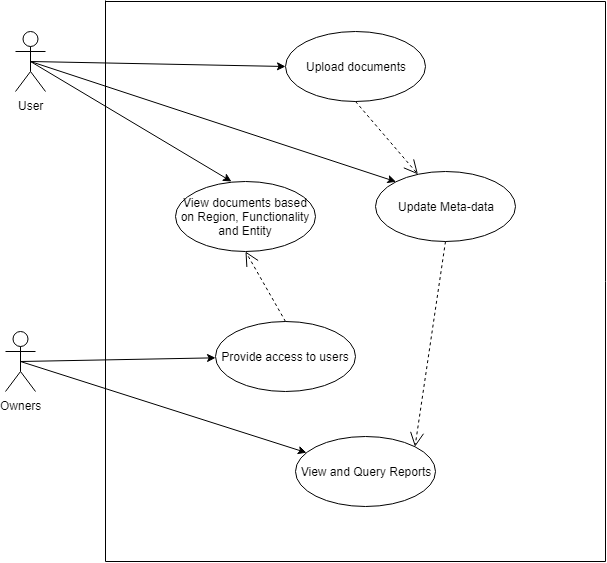 Upload documents
User
View documents based
on Region, Functionality
and Entity
Update Meta-data
Provide access to users
Owners
View and Query Reports